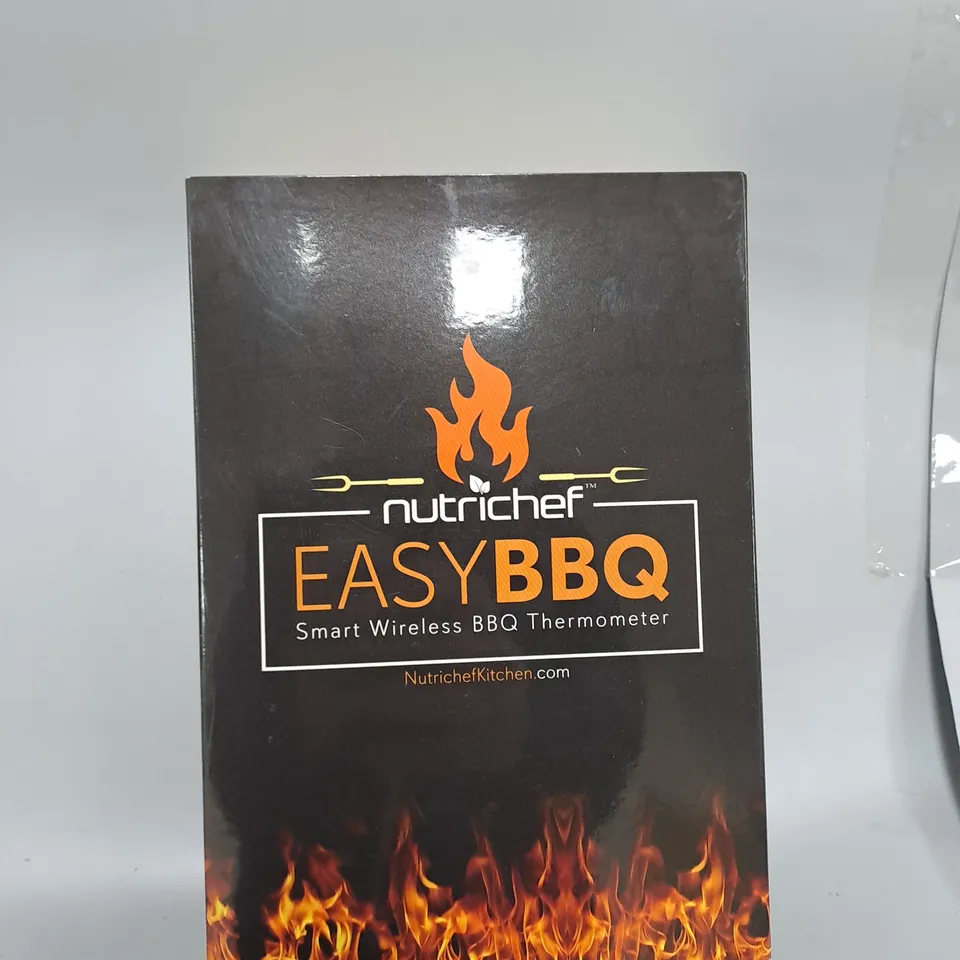 nutrichef™
EASYBBQ
Smart Wireless BBQ Thermometer
NutrichefKitchen.com